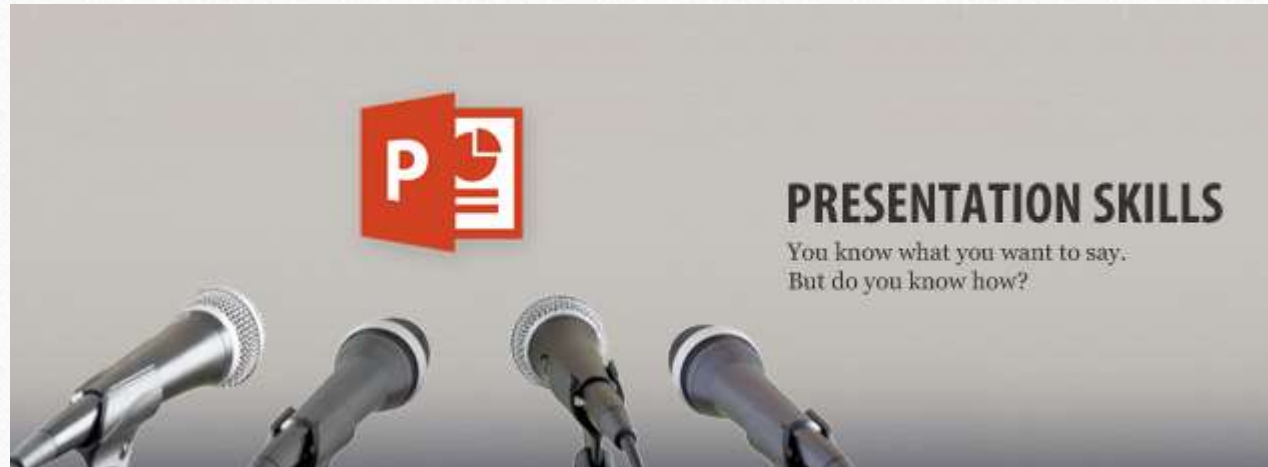 P
PRESENTATION SKILLS
You know what you want to say.
But do you know how?